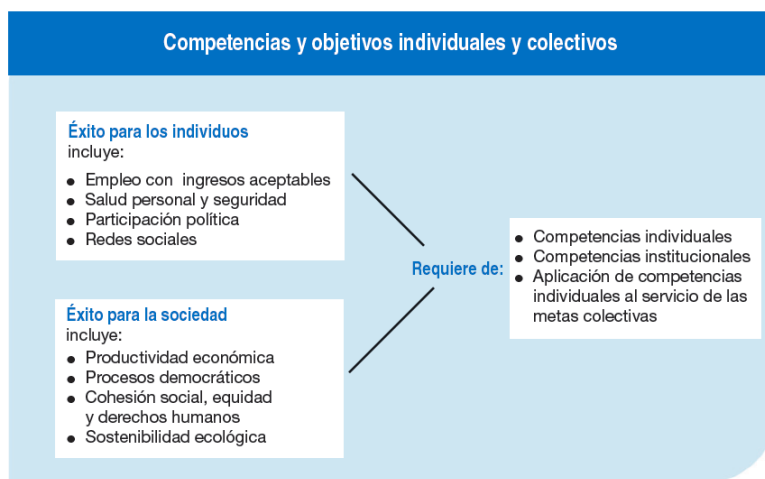 Competencias y objetivos individuales y colectivos
Éxito para los individuos
incluye:
● Empleo con ingresos aceptables
● Salud personal y seguridad
● Participación política
● Redes sociales
Éxito para la sociedad
incluye:
● Productividad económica
● Procesos democráticos
● Cohesión social, equidad
y derechos humanos
● Sostenibilidad ecológica
Requiere de:
● Competencias individuales
● Competencias institucionales
● Aplicación de competencias
individuales al servicio de las
metas colectivas